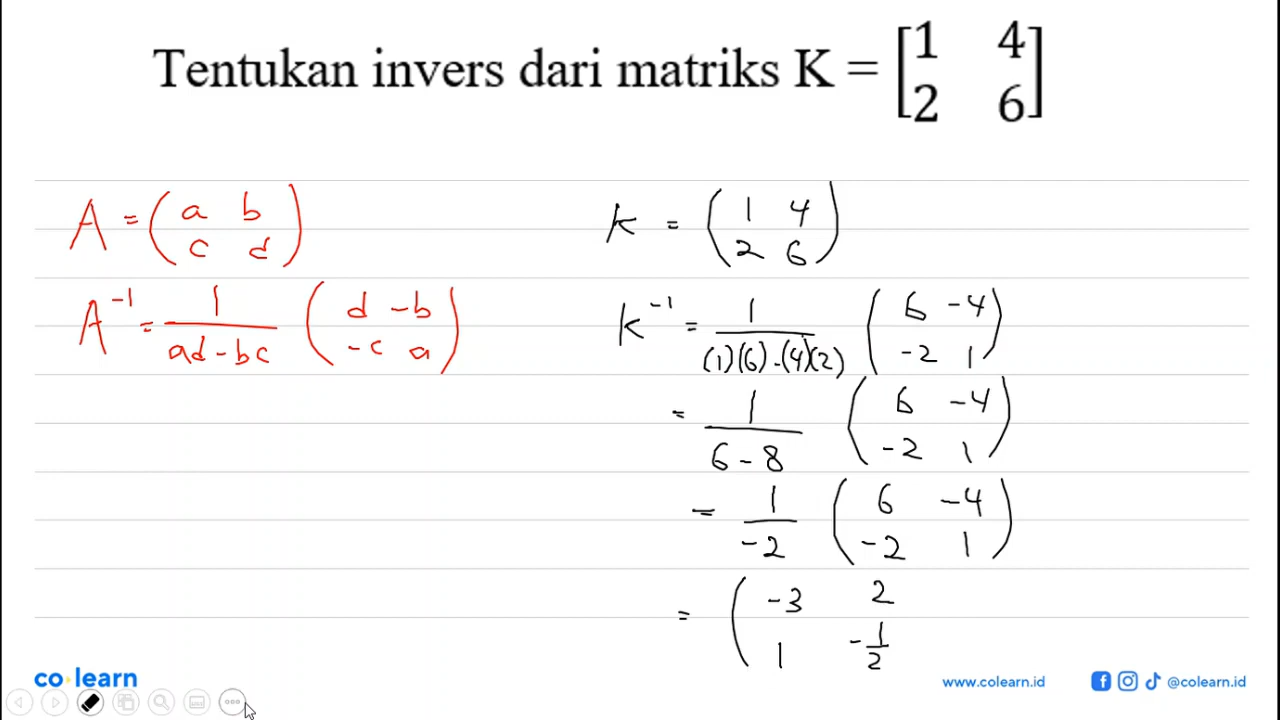 Tentukan invers dari matriks K = [1 4
2 6]
A = (a b
c d)
A⁻¹ = 1/(ad - bc) (d -b
-c a)
K = (1 4
2 6)
K⁻¹ = 1/((1)(6) - (4)(2)) (6 -4
-2 1)
= 1/(6 - 8) (6 -4
-2 1)
= 1/(-2) (6 -4
-2 1)
= (-3 2
1 -1/2
co learn
www.colearn.id
@colearn.id